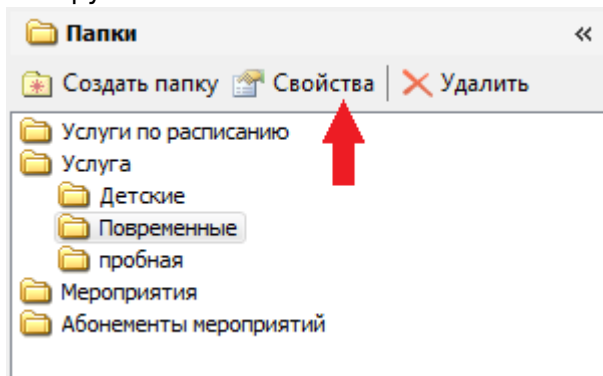 Папки «
Создать папку Свойства Удалить
Услуги по расписанию
Услуга
Детские
Повременные
пробная
Мероприятия
Абонементы мероприятий